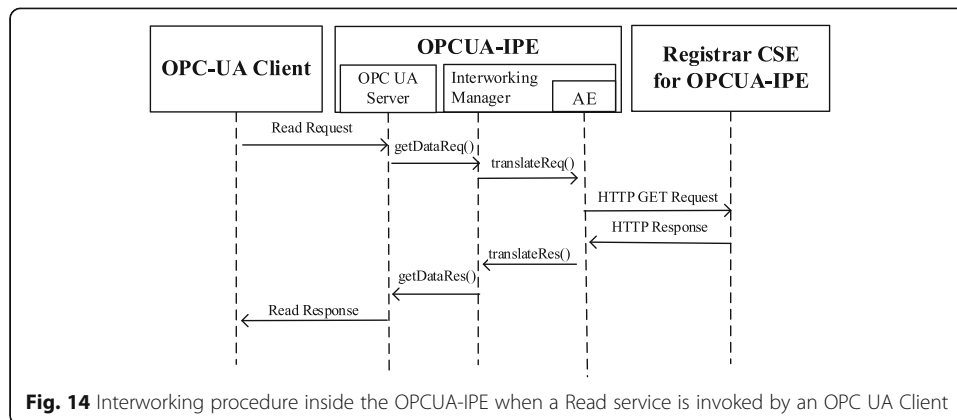 OPC-UA Client
OPCUA-IPE
OPC UA
Server
Interworking
Manager
AE
Registrar CSE
for OPCUA-IPE
Read Request
getDataReq()
translateReq()
HTTP GET Request
HTTP Response
translateRes()
getDataRes()
Read Response
Fig. 14 Interworking procedure inside the OPCUA-IPE when a Read service is invoked by an OPC UA Client